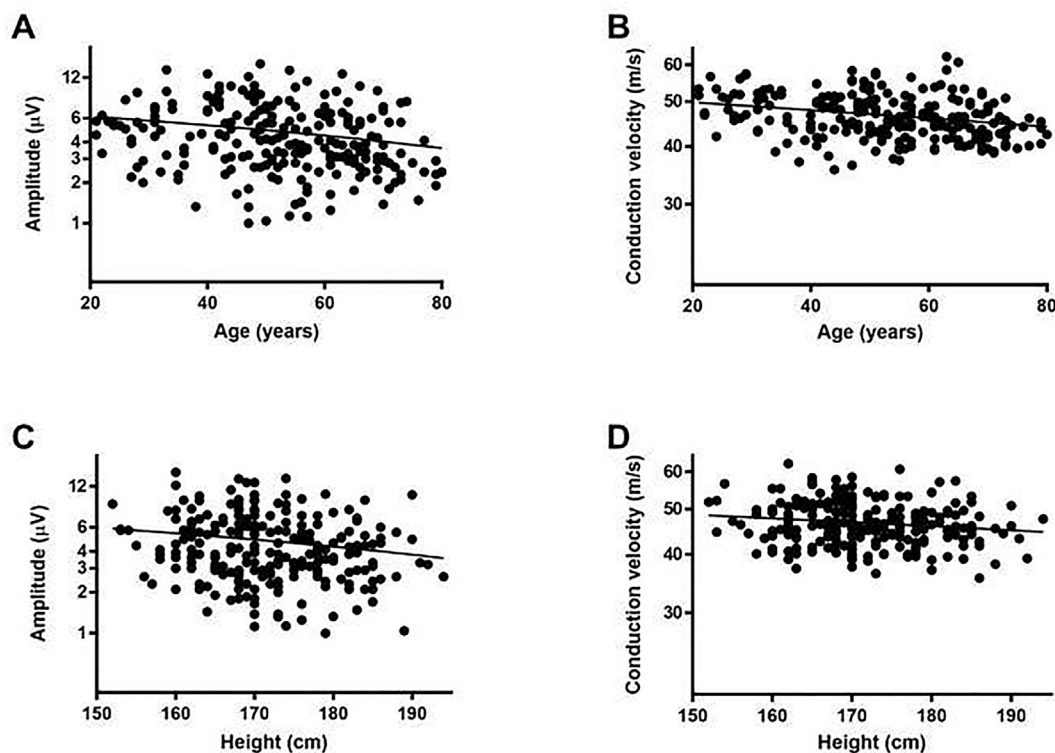 A
Amplitude (μV)
12
6
4
3
2
1
20 40 60 80
Age (years)
B
Conduction velocity (m/s)
60
50
40
30
20 40 60 80
Age (years)
C
Amplitude (μV)
12
6
4
3
2
1
150 160 170 180 190
Height (cm)
D
Conduction velocity (m/s)
60
50
40
30
150 160 170 180 190
Height (cm)